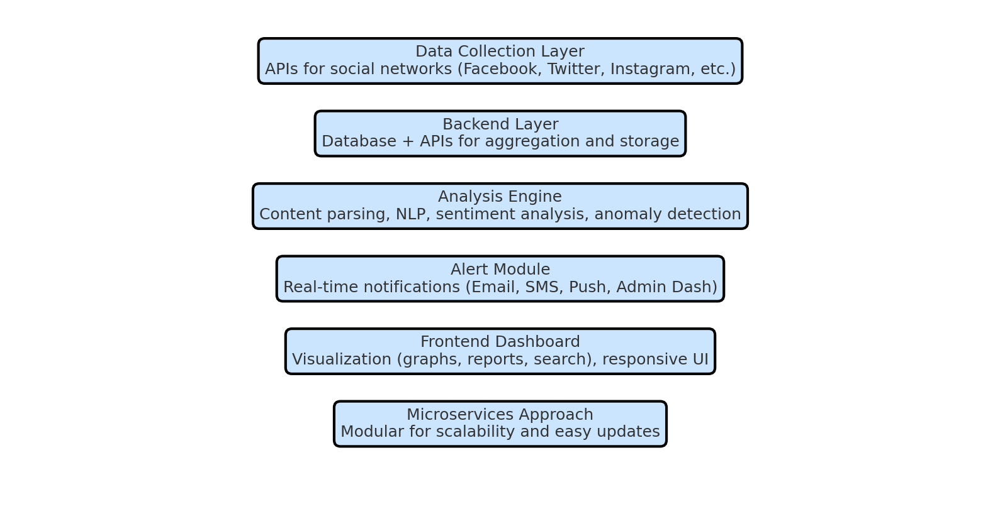 Data Collection Layer
APIs for social networks (Facebook, Twitter, Instagram, etc.)
Backend Layer
Database + APIs for aggregation and storage
Analysis Engine
Content parsing, NLP, sentiment analysis, anomaly detection
Alert Module
Real-time notifications (Email, SMS, Push, Admin Dash)
Frontend Dashboard
Visualization (graphs, reports, search), responsive UI
Microservices Approach
Modular for scalability and easy updates